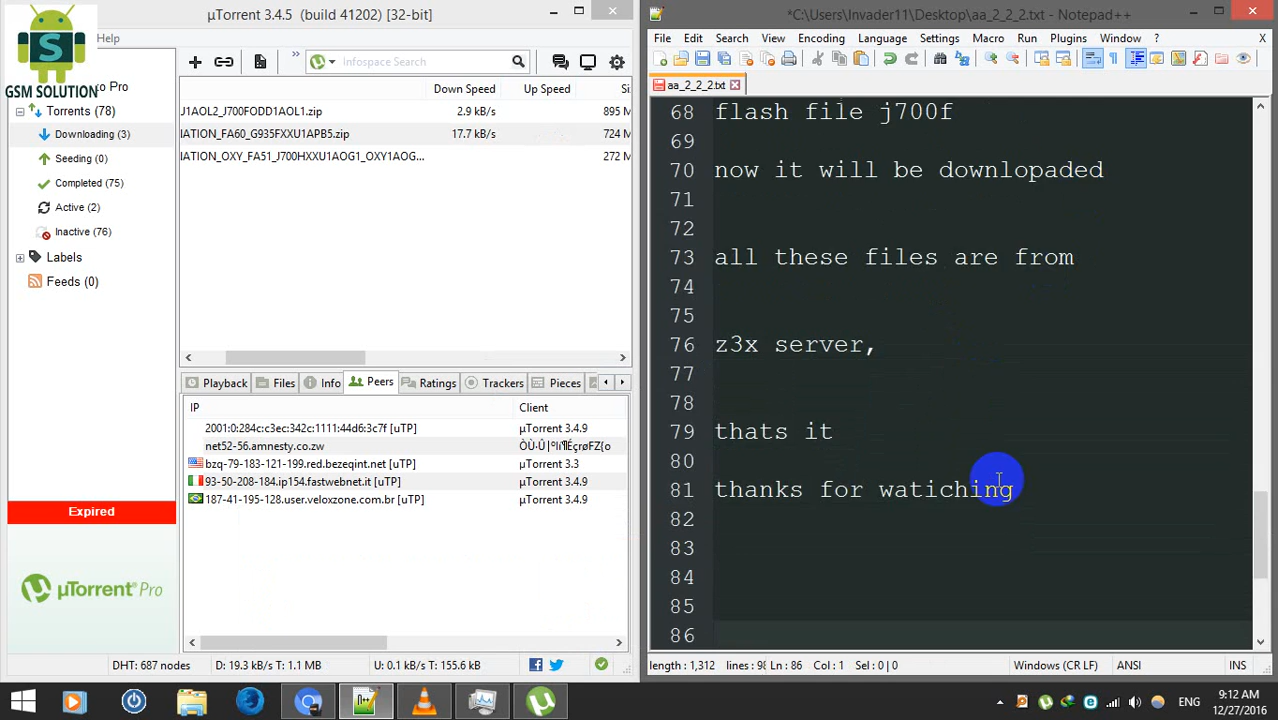 µTorrent 3.4.5 (build 41202) [32-bit]
S
GSM SOLUTION
Help
Infospace Search
Torrents (78)
Downloading (3)
Seeding (0)
Completed (75)
Active (2)
Inactive (76)
Labels
Feeds (0)
Expired
µTorrent Pro
Down Speed
Up Speed
J1AOL2_J700FODD1AOL1.zip
2.9 kB/s
895 M
IATION_FA60_G935FXXU1APB5.zip
17.7 kB/s
724 M
IATION_OXY_FA51_J700HXXU1AOG1_OXY1AOG...
272 M
Playback
Files
Info
Peers
Ratings
Trackers
Pieces
IP
Client
2001:0:284c:c3ec:342c:1111:44d6:3c7f [uTP]
µTorrent 3.4.9
net52-56.amnesty.co.zw
bzq-79-183-121-199.red.bezeqint.net [uTP]
µTorrent 3.3
93-50-208-184.ip154.fastwebnet.it [uTP]
µTorrent 3.4.9
187-41-195-128.user.veloxzone.com.br [uTP]
µTorrent 3.4.9
DHT: 687 nodes
D: 19.3 kB/s T: 1.1 MB
U: 0.1 kB/s T: 155.6 kB
*C:\Users\Invader11\Desktop\aa_2_2_2.txt - Notepad++
File Edit Search View Encoding Language Settings Macro Run Plugins Window ? X
aa_2_2_2.txt
68 flash file j700f
69
70 now it will be downlopaded
71
72
73 all these files are from
74
75
76 z3x server,
77
78
79 thats it
80
81 thanks for watiching
82
83
84
85
86
length : 1,312
Ln : 86 Col : 1 Sel : 0 | 0
Windows (CR LF)
ANSI
INS
ENG
9:12 AM
12/27/2016